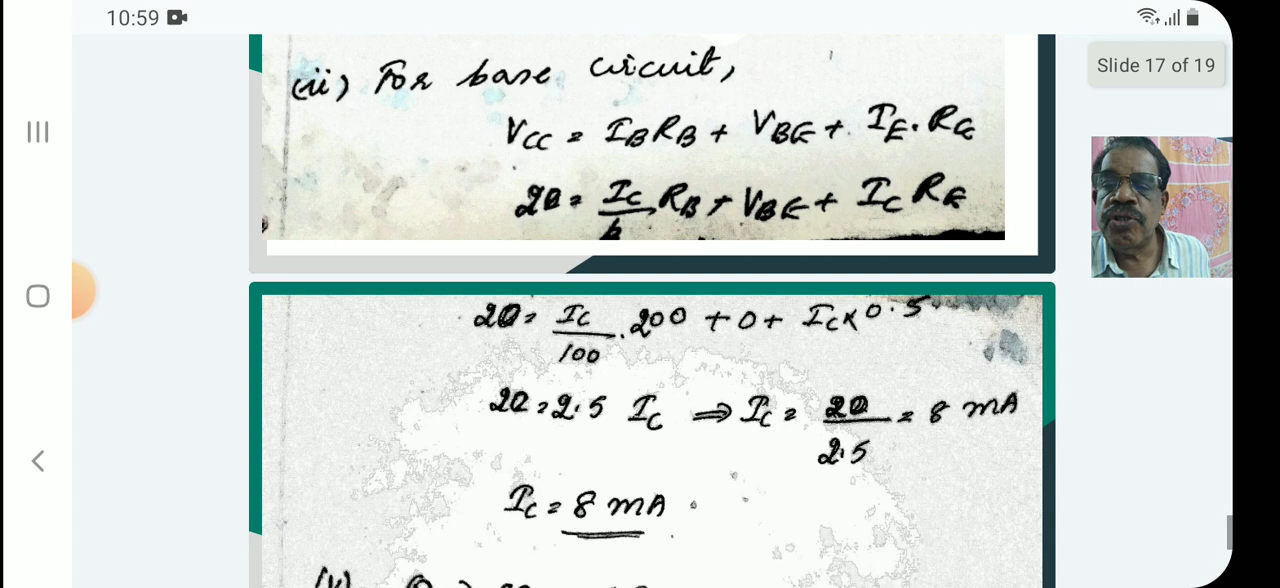 10:59
Slide 17 of 19
(ii) For base circuit,
VCC = IBRB + VBE + IE.RE
20 = IC/β RB + VBE + IC RE
20 = IC/100 . 200 + 0 + IC x 0.5
20 = 2.5 IC ⇒ IC = 20/2.5 = 8 mA
IC = 8 mA.